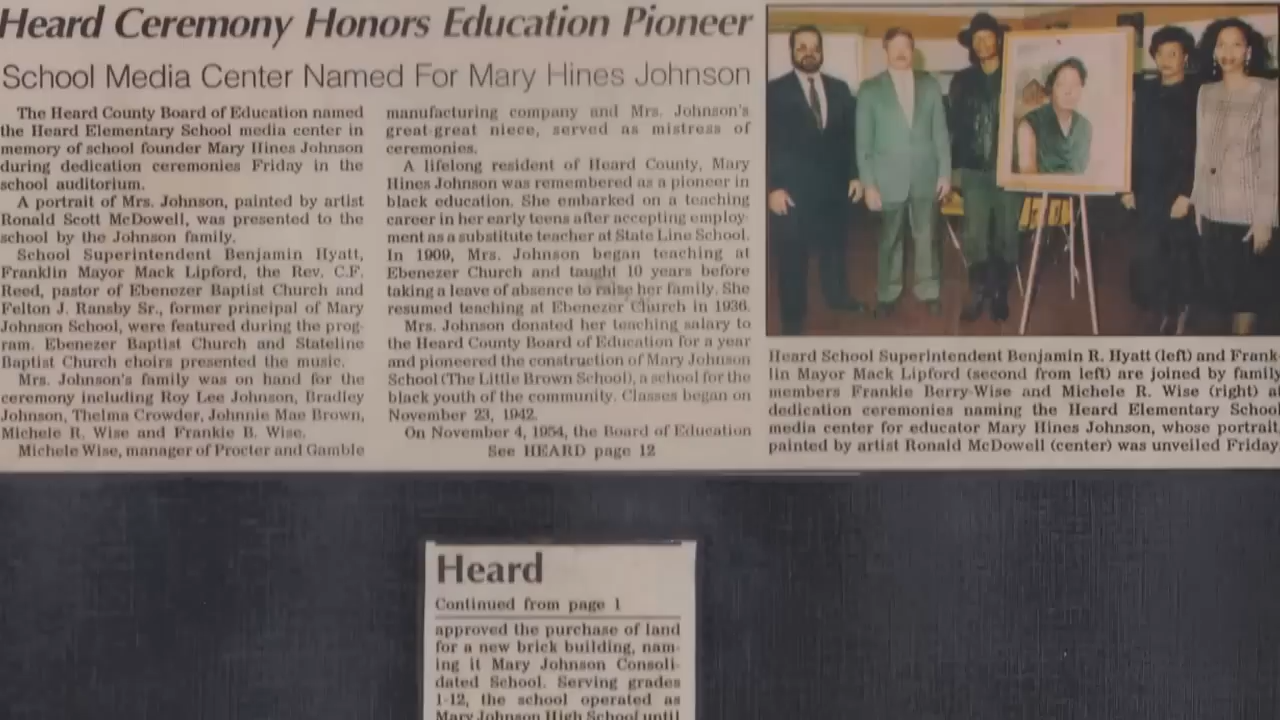 Heard Ceremony Honors Education Pioneer
School Media Center Named For Mary Hines Johnson
The Heard County Board of Education named
the Heard Elementary School media center in
memory of school founder Mary Hines Johnson
during dedication ceremonies Friday in the
school auditorium.
A portrait of Mrs. Johnson, painted by artist
Ronald Scott McDowell, was presented to the
school by the Johnson family.
School Superintendent Benjamin Hyatt,
Franklin Mayor Mack Lipford, the Rev. C.F.
Reed, pastor of Ebenezer Baptist Church and
Felton J. Ransby Sr., former principal of Mary
Johnson School, were featured during the prog-
ram. Ebenezer Baptist Church and Stateline
Baptist Church choirs presented the music.
Mrs. Johnson's family was on hand for the
ceremony including Roy Lee Johnson, Bradley
Johnson, Thelma Crowder, Johnnie Mae Brown,
Michele R. Wise and Frankie B. Wise.
Michele Wise, manager of Procter and Gamble
manufacturing company and Mrs. Johnson's
great-great niece, served as mistress of
ceremonies.
A lifelong resident of Heard County, Mary
Hines Johnson was remembered as a pioneer in
black education. She embarked on a teaching
career in her early teens after accepting employ-
ment as a substitute teacher at State Line School.
In 1909, Mrs. Johnson began teaching at
Ebenezer Church and taught 10 years before
taking a leave of absence to raise her family. She
resumed teaching at Ebenezer Church in 1936.
Mrs. Johnson donated her teaching salary to
the Heard County Board of Education for a year
and pioneered the construction of Mary Johnson
School (The Little Brown School), a school for the
black youth of the community. Classes began on
November 23, 1942.
On November 4, 1954, the Board of Education
See HEARD page 12
Heard School Superintendent Benjamin R. Hyatt (left) and Frank-
lin Mayor Mack Lipford (second from left) are joined by family
members Frankie Berry-Wise and Michele R. Wise (right) at
dedication ceremonies naming the Heard Elementary School
media center for educator Mary Hines Johnson, whose portrait,
painted by artist Ronald McDowell (center) was unveiled Friday.
Heard
Continued from page 1
approved the purchase of land
for a new brick building, nam-
ing it Mary Johnson Consoli-
dated School. Serving grades
1-12, the school operated as
Mary Johnson High School until